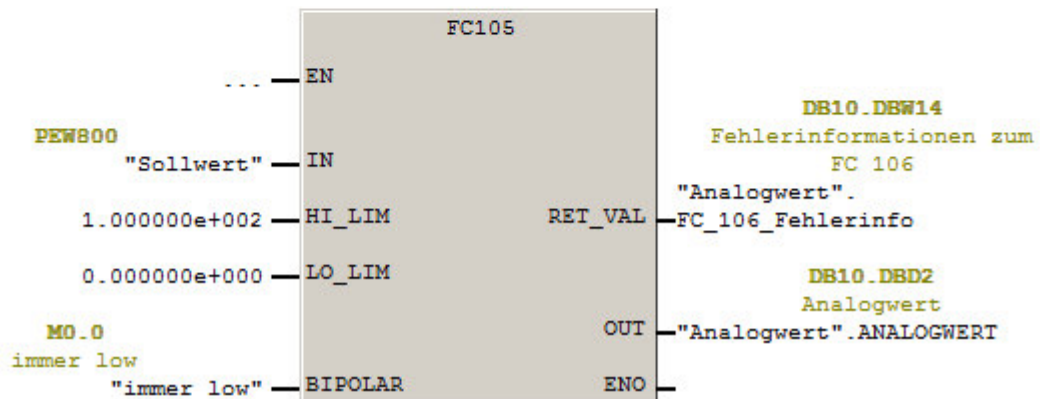 FC105
... EN
PEW800
"Sollwert" IN
1.000000e+002 HI_LIM
0.000000e+000 LO_LIM
M0.0
immer low
"immer low" BIPOLAR
DB10.DBW14
Fehlerinformationen zum
FC 106
"Analogwert".
RET_VAL FC_106_Fehlerinfo
DB10.DBD2
Analogwert
OUT "Analogwert".ANALOGWERT
ENO